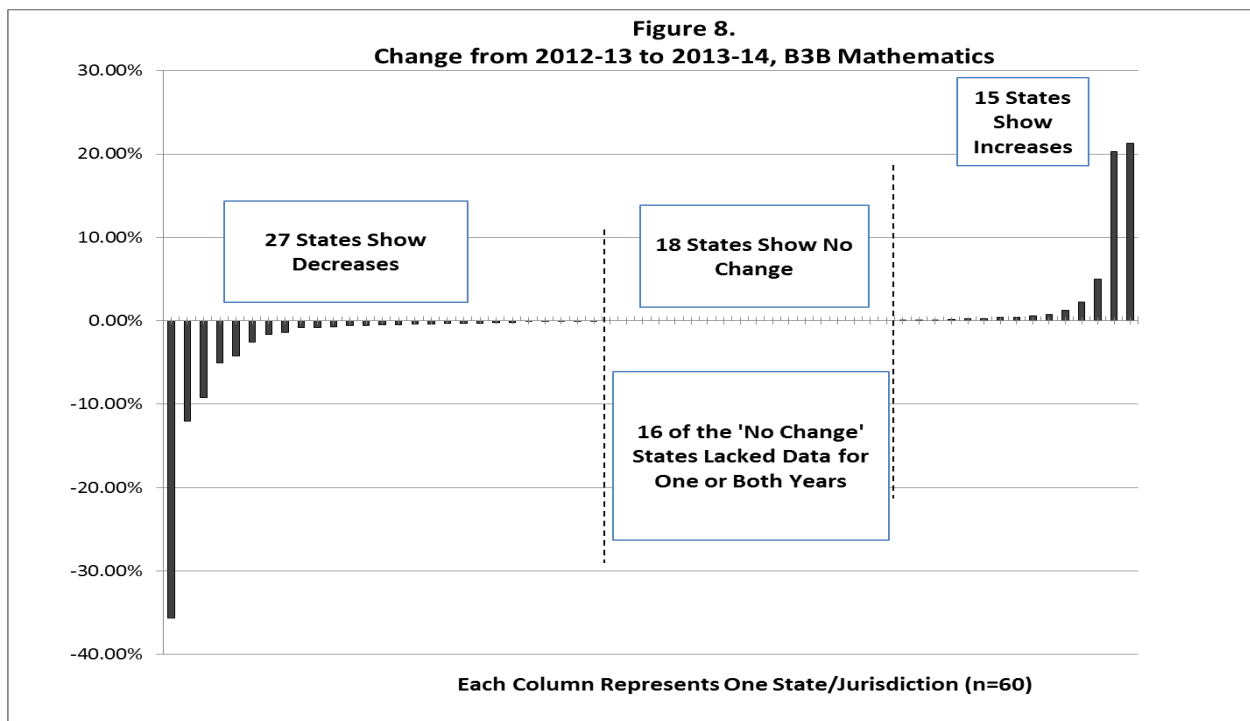 Figure 8.
Change from 2012-13 to 2013-14, B3B Mathematics
30.00%
20.00%
10.00%
0.00%
-10.00%
-20.00%
-30.00%
-40.00%
27 States Show
Decreases
18 States Show No
Change
15 States
Show
Increases
16 of the 'No Change'
States Lacked Data for
One or Both Years
Each Column Represents One State/Jurisdiction (n=60)